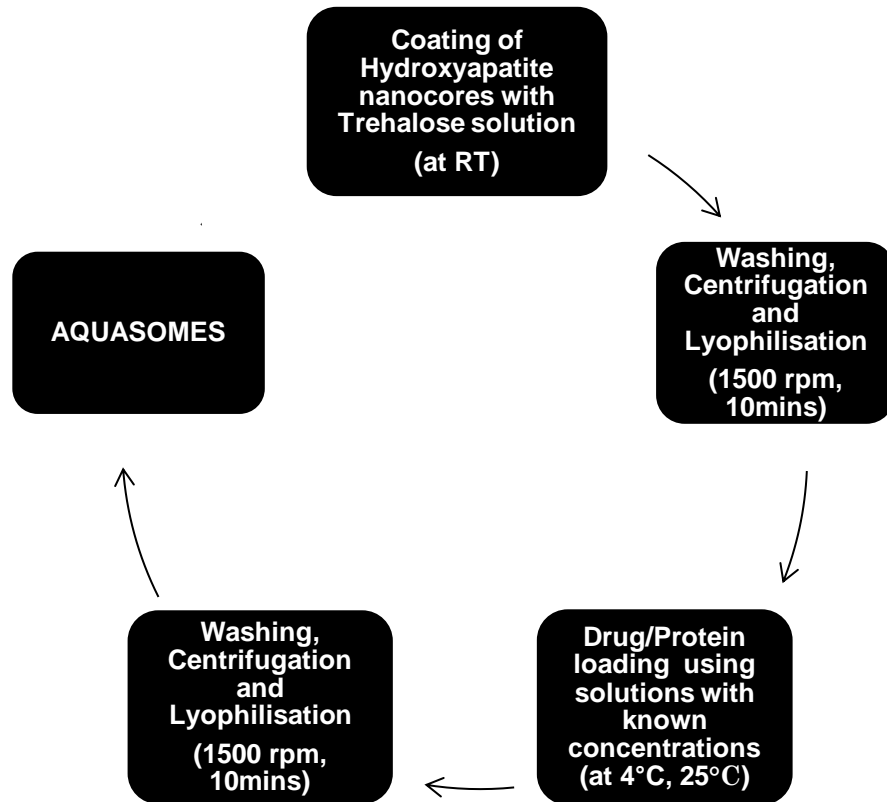 Coating of
Hydroxyapatite
nanocores with
Trehalose solution
(at RT)
Washing,
Centrifugation
and
Lyophilisation
(1500 rpm,
10mins)
Drug/Protein
loading using
solutions with
known
concentrations
(at 4°C, 25°C)
Washing,
Centrifugation
and
Lyophilisation
(1500 rpm,
10mins)
AQUASOMES